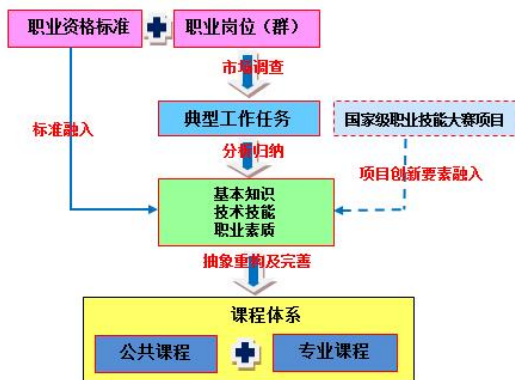 职业资格标准
职业岗位（群）
市场调查
典型工作任务
国家级职业技能大赛项目
标准融入
分析归纳
项目创新要素融入
基本知识
技术技能
职业素质
抽象重构及完善
课程体系
公共课程
专业课程